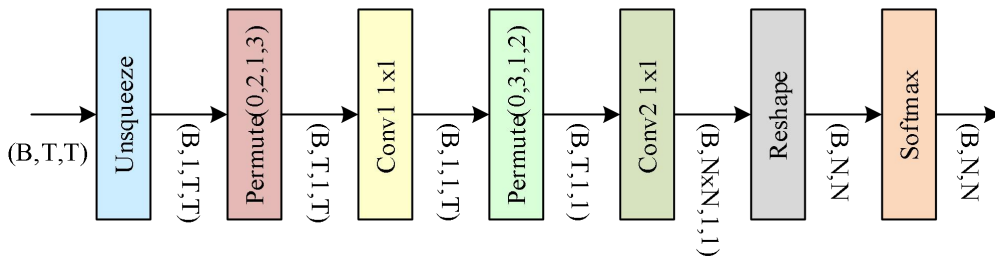 (B,T,T)
Unsqueeze
(B,1,T,T)
Permute(0,2,1,3)
(B,T,1,T)
Conv1 1x1
(B,1,1,T)
Permute(0,3,1,2)
(B,T,1,1)
Conv2 1x1
(B,NxN,1,1)
Reshape
(B,N,N
Softmax
(B,N,N